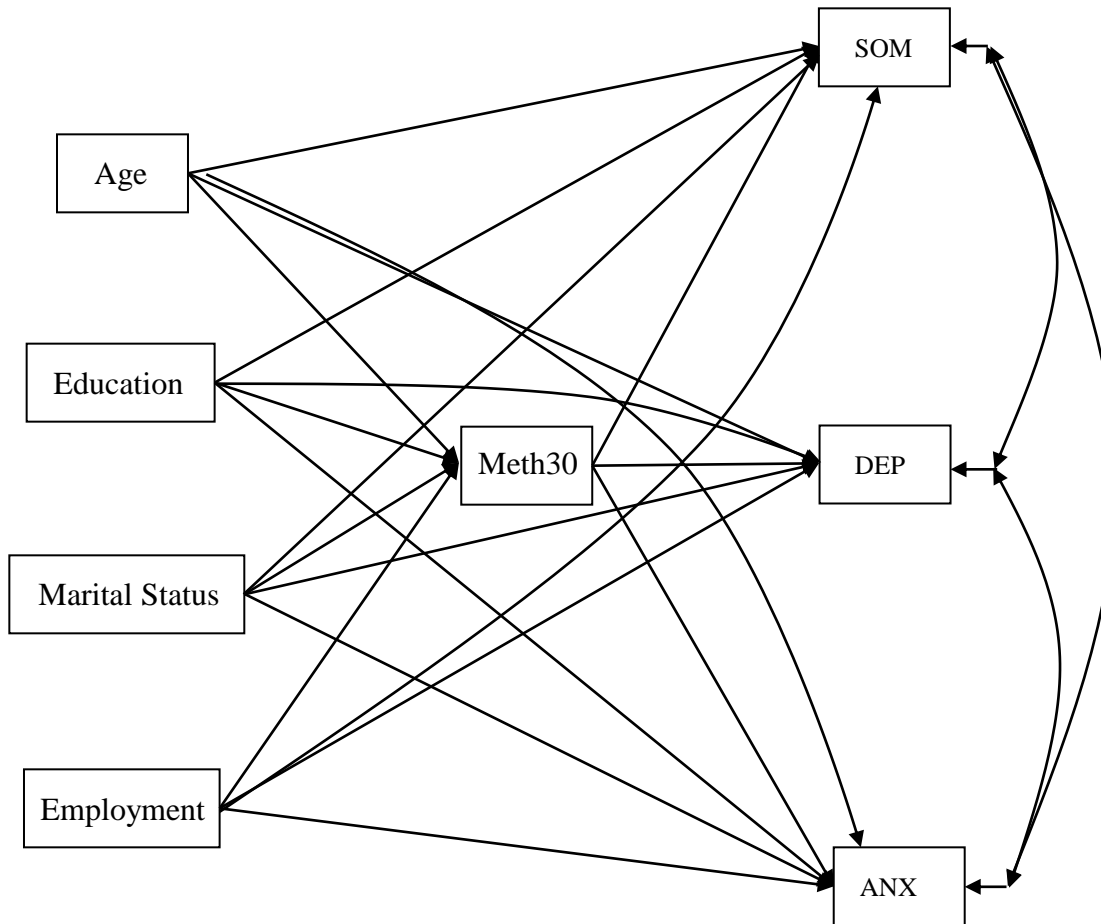 SOM
Age
Education
Meth30
DEP
Marital Status
Employment
ANX